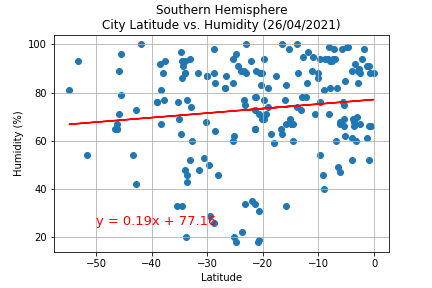 Southern Hemisphere
City Latitude vs. Humidity (26/04/2021)
100
80
60
40
20
Humidity (%)
y = 0.19x + 77.16
−50
−40
−30
−20
−10
0
Latitude